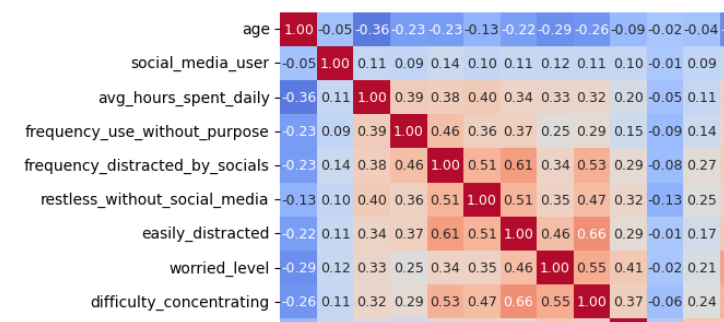 age 1.00 -0.05 -0.36 -0.23 -0.23 -0.13 -0.22 -0.29 -0.26 -0.09 -0.02 -0.04
social_media_user -0.05 1.00 0.11 0.09 0.14 0.10 0.11 0.12 0.11 0.10 -0.01 0.09
avg_hours_spent_daily -0.36 0.11 1.00 0.39 0.38 0.40 0.34 0.33 0.32 0.20 -0.05 0.11
frequency_use_without_purpose -0.23 0.09 0.39 1.00 0.46 0.36 0.37 0.25 0.29 0.15 -0.09 0.14
frequency_distracted_by_socials -0.23 0.14 0.38 0.46 1.00 0.51 0.61 0.34 0.53 0.29 -0.08 0.27
restless_without_social_media -0.13 0.10 0.40 0.36 0.51 1.00 0.51 0.35 0.47 0.32 -0.13 0.25
easily_distracted -0.22 0.11 0.34 0.37 0.61 0.51 1.00 0.46 0.66 0.29 -0.01 0.17
worried_level -0.29 0.12 0.33 0.25 0.34 0.35 0.46 1.00 0.55 0.41 -0.02 0.21
difficulty_concentrating -0.26 0.11 0.32 0.29 0.53 0.47 0.66 0.55 1.00 0.37 -0.06 0.24